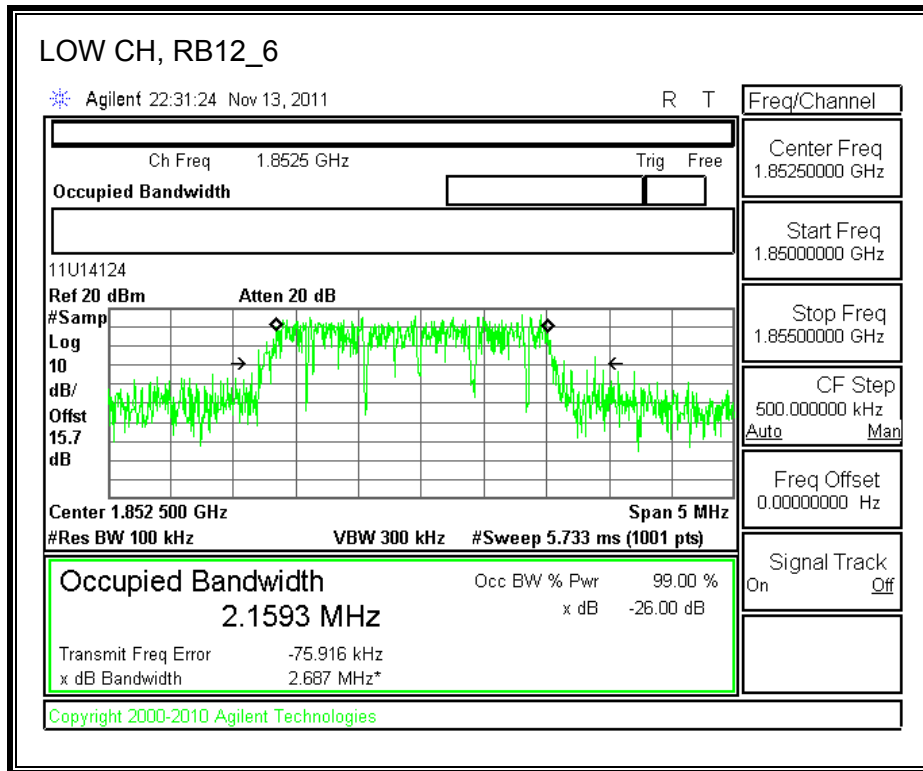 LOW CH, RB12_6
Agilent 22:31:24 Nov 13, 2011 R T
Freq/Channel
Ch Freq 1.8525 GHz Trig Free
Occupied Bandwidth
Center Freq
1.85250000 GHz
Start Freq
1.85000000 GHz
Stop Freq
1.85500000 GHz
CF Step
500.000000 kHz
Auto Man
Freq Offset
0.00000000 Hz
Signal Track
On Off
11U14124
Ref 20 dBm Atten 20 dB
#Samp
Log
10
dB/
Offst
15.7
dB
Center 1.852 500 GHz Span 5 MHz
#Res BW 100 kHz VBW 300 kHz #Sweep 5.733 ms (1001 pts)
Occupied Bandwidth Occ BW % Pwr 99.00 %
2.1593 MHz x dB -26.00 dB
Transmit Freq Error -75.916 kHz
x dB Bandwidth 2.687 MHz*
Copyright 2000-2010 Agilent Technologies